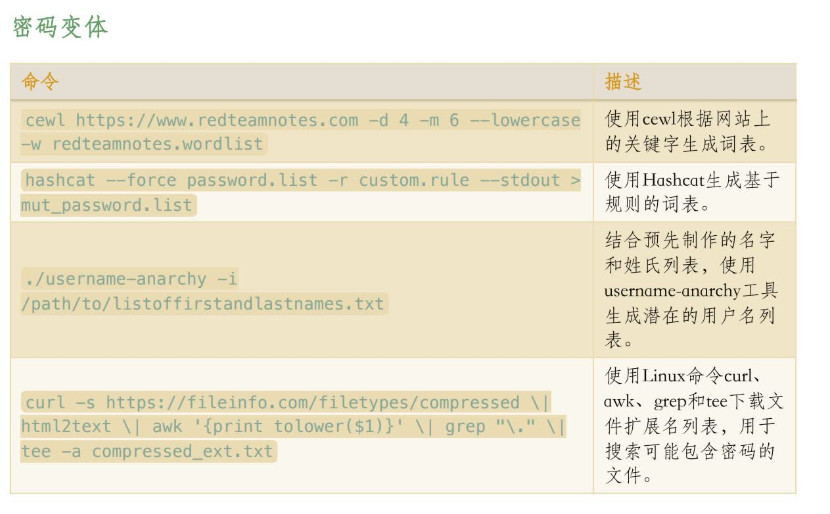 密码变体
命令
描述
cewl https://www.redteamnotes.com -d 4 -m 6 --lowercase
-w redteamnotes.wordlist
使用cewl根据网站上
的关键字生成词表。
hashcat --force password.list -r custom.rule --stdout >
mut_password.list
使用Hashcat生成基于
规则的词表。
./username-anarchy -i
/path/to/listoffirstandlastnames.txt
结合预先制作的名字
和姓氏列表，使用
username-anarchy工具
生成潜在的用户名列
表。
curl -s https://fileinfo.com/filetypes/compressed \|
html2text \| awk '{print tolower($1)}' \| grep "\." \|
tee -a compressed_ext.txt
使用Linux命令curl、
awk、grep和tee下载文
件扩展名列表，用于
搜索可能包含密码的
文件。